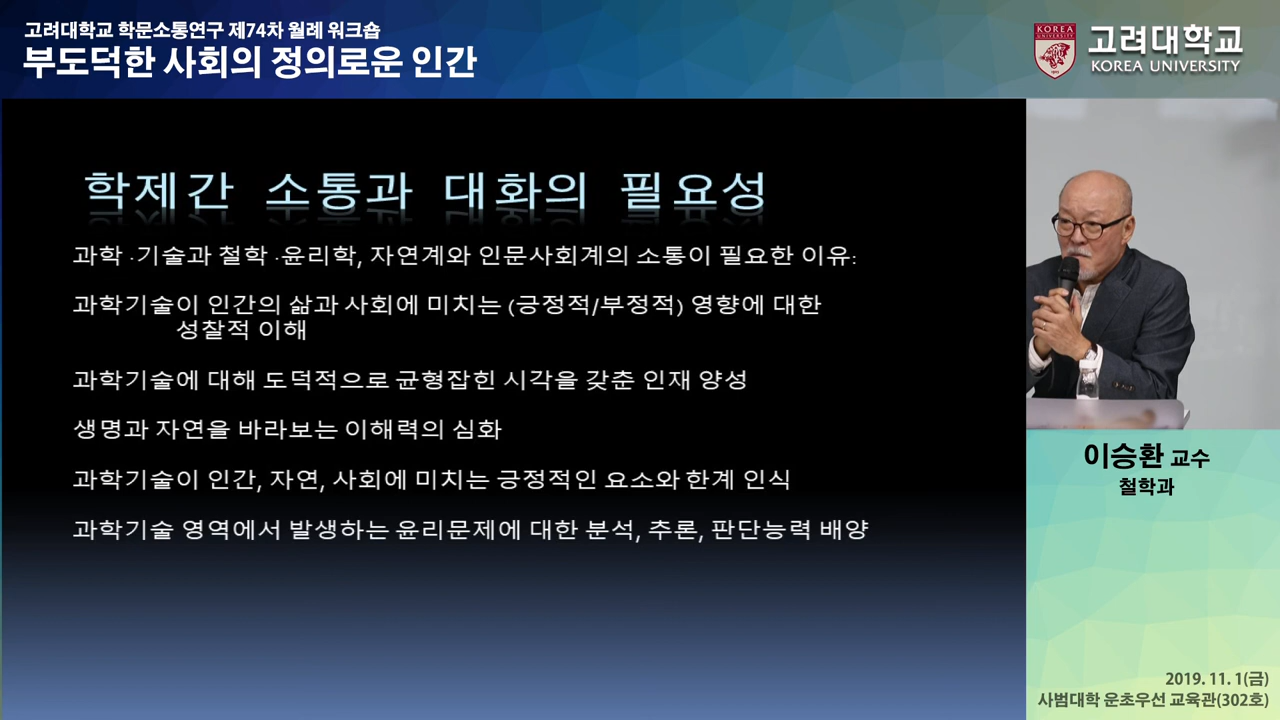 고려대학교 학문소통연구 제74차 월례 워크숍
부도덕한 사회의 정의로운 인간
KOREA
UNIVERSITY
1905
고려대학교
KOREA UNIVERSITY
학제간 소통과 대화의 필요성
과학 ·기술과 철학 ·윤리학, 자연계와 인문사회계의 소통이 필요한 이유:
과학기술이 인간의 삶과 사회에 미치는 (긍정적/부정적) 영향에 대한
성찰적 이해
과학기술에 대해 도덕적으로 균형잡힌 시각을 갖춘 인재 양성
생명과 자연을 바라보는 이해력의 심화
과학기술이 인간, 자연, 사회에 미치는 긍정적인 요소와 한계 인식
과학기술 영역에서 발생하는 윤리문제에 대한 분석, 추론, 판단능력 배양
이승환 교수
철학과
2019. 11. 1(금)
사범대학 운초우선 교육관(302호)